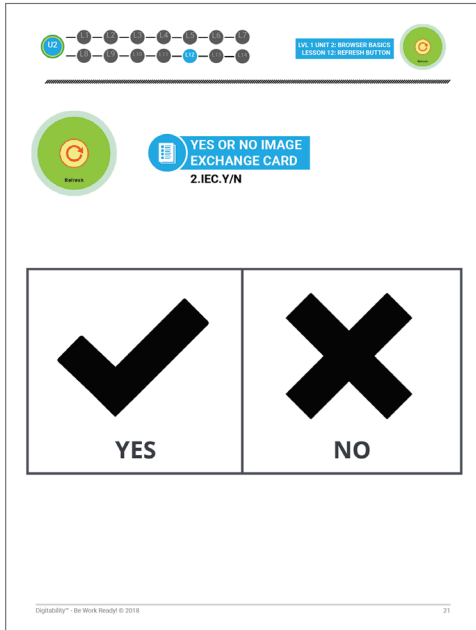 U2
L1 L2 L3 L4 L5 L6 L7
L8 L9 L10 L11 L12 L13 L14
LVL 1 UNIT 2: BROWSER BASICS
LESSON 12: REFRESH BUTTON
Refresh
Refresh
YES OR NO IMAGE
EXCHANGE CARD
2.IEC.Y/N
YES
NO
Digitability™ - Be Work Ready! © 2018
21